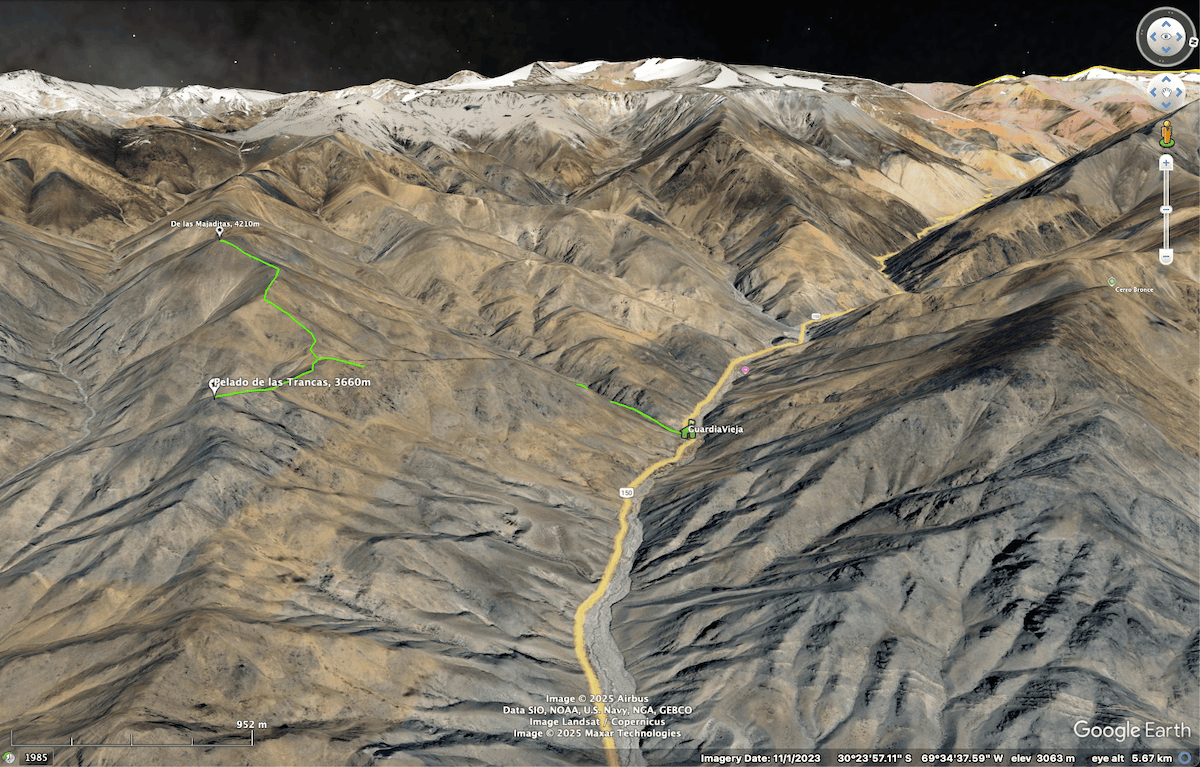 De las Majaditas, 4210m
Cerro Bronce
Pelado de las Trancas, 3660m
GuardiaVieja
150
Image © 2025 Airbus
Data SIO, NOAA, U.S. Navy, NGA, GEBCO
Image Landsat / Copernicus
Image © 2025 Maxar Technologies
952 m
Google Earth
1985
Imagery Date: 11/1/2023 30°23'57.11" S 69°34'37.59" W elev 3063 m eye alt 5.67 km